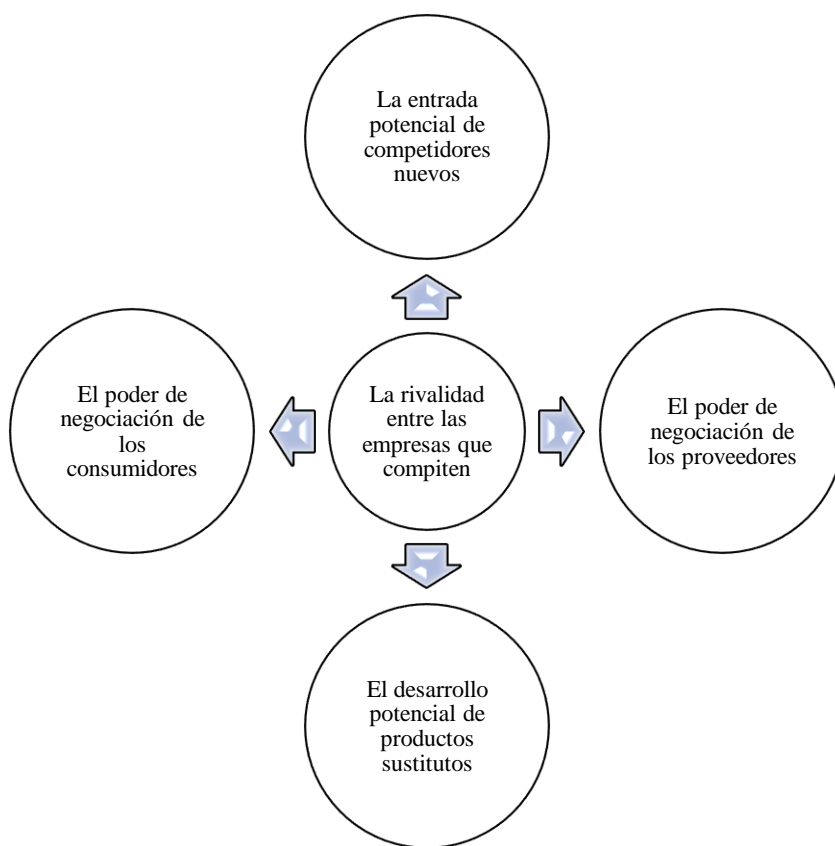 La entrada
potencial de
competidores
nuevos
El poder de
negociación de
los
consumidores
La rivalidad
entre las
empresas que
compiten
El poder de
negociación de
los proveedores
El desarrollo
potencial de
productos
sustitutos